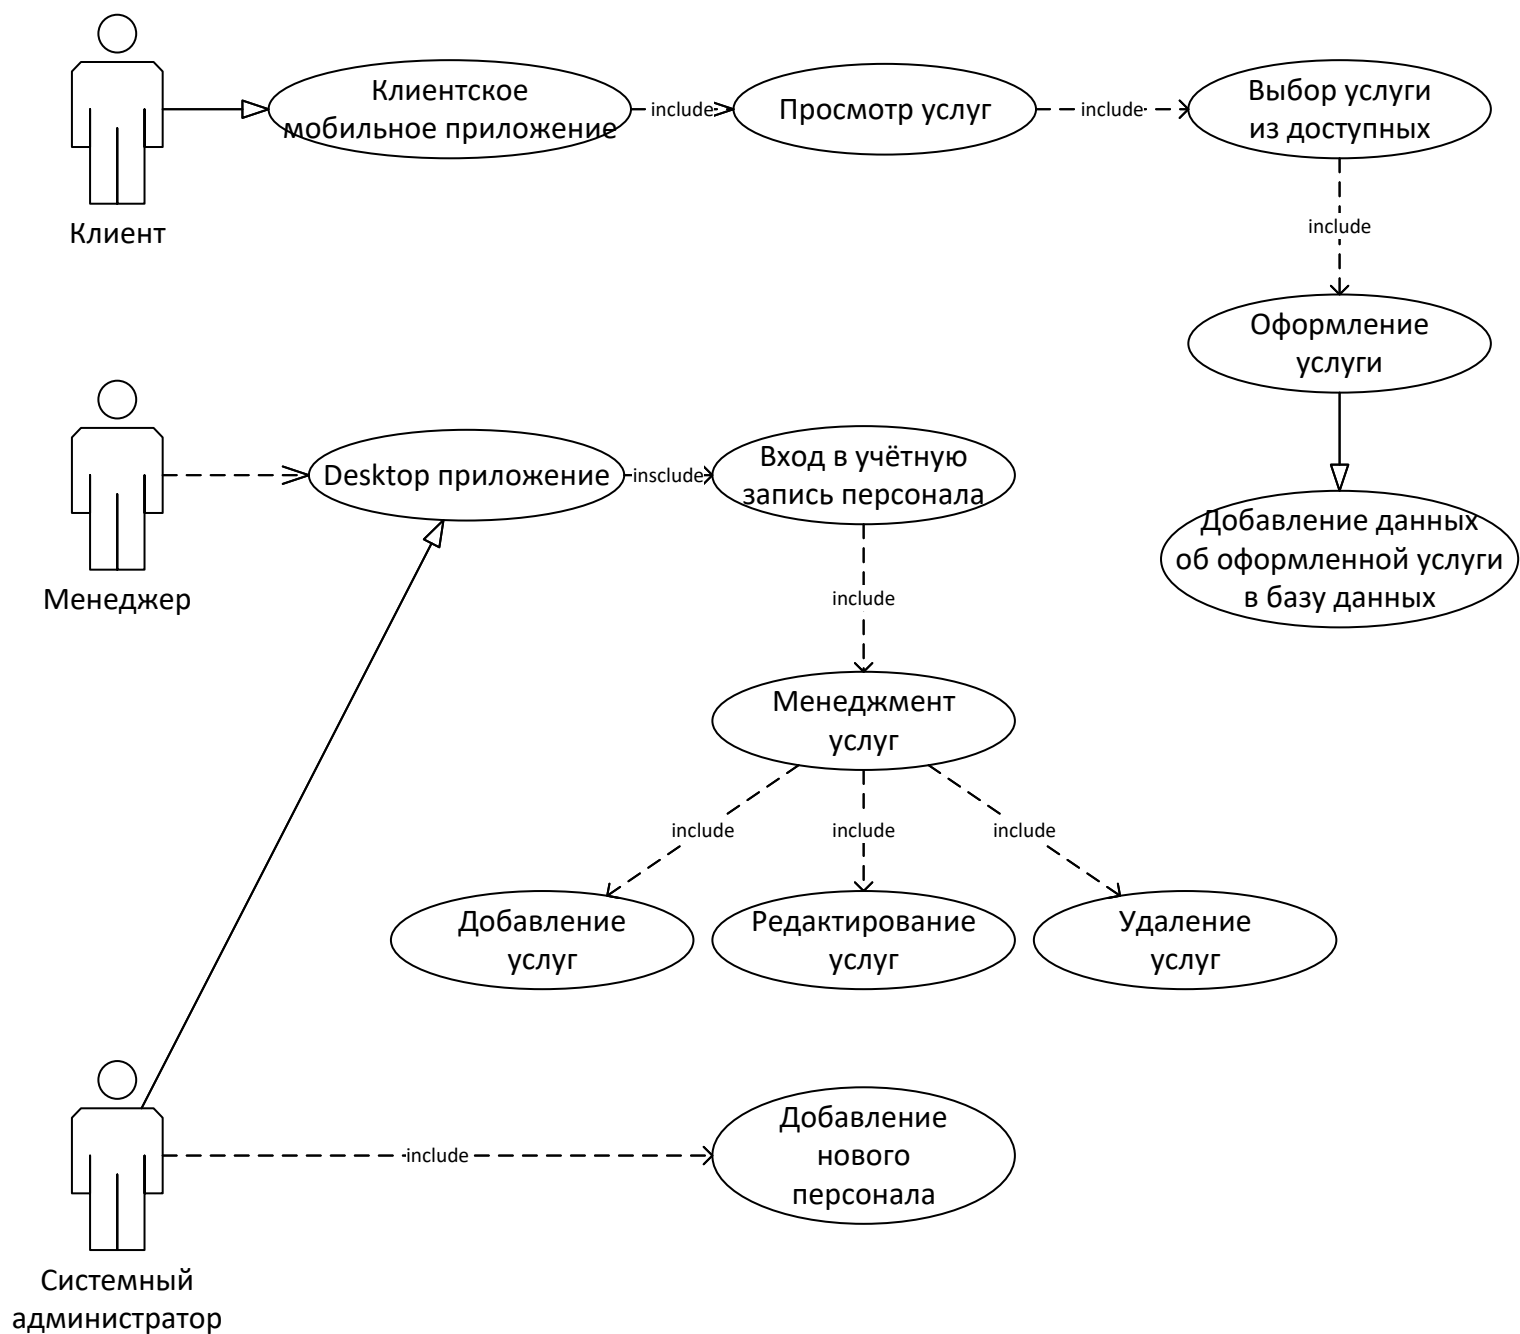 Клиентское
мобильное приложение
include
Просмотр услуг
include
Выбор услуги
из доступных
Клиент
include
Оформление
услуги
Desktop приложение
insclude
Вход в учётную
запись персонала
Добавление данных
об оформленной услуги
в базу данных
Менеджер
include
Менеджмент
услуг
include
include
include
Добавление
услуг
Редактирование
услуг
Удаление
услуг
include
Добавление
нового
персонала
Системный
администратор